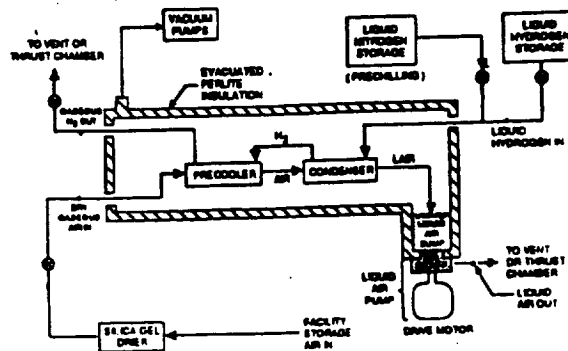 TO VENT OR
THRUST CHAMBER
VACUUM
PUMPS
LIQUID
NITROGEN
STORAGE
(PRECHILLING)
LIQUID
HYDROGEN
STORAGE
EVACUATED
PERLITE
INSULATION
GASEOUS
H2 OUT
LIQUID
HYDROGEN IN
H2
PRECOOLER
AIR
CONDENSER
LAIR
DRY
GASEOUS
AIR IN
LIQUID
AIR
PUMP
TO VENT
OR THRUST
CHAMBER
LIQUID
AIR
PUMP
LIQUID
AIR OUT
DRIVE MOTOR
SILICA GEL
DRIER
FACILITY
STORAGE
AIR IN